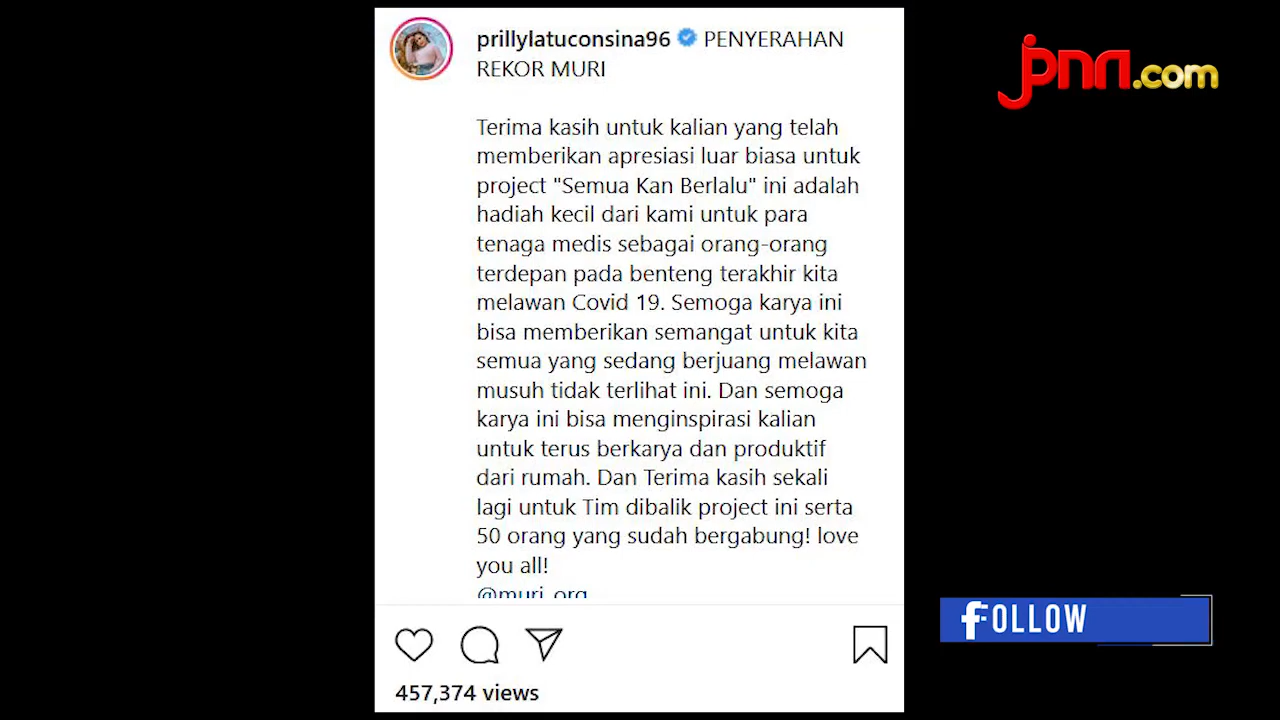 prillylatuconsina96 PENYERAHAN
REKOR MURI
Terima kasih untuk kalian yang telah
memberikan apresiasi luar biasa untuk
project "Semua Kan Berlalu" ini adalah
hadiah kecil dari kami untuk para
tenaga medis sebagai orang-orang
terdepan pada benteng terakhir kita
melawan Covid 19. Semoga karya ini
bisa memberikan semangat untuk kita
semua yang sedang berjuang melawan
musuh tidak terlihat ini. Dan semoga
karya ini bisa menginspirasi kalian
untuk terus berkarya dan produktif
dari rumah. Dan Terima kasih sekali
lagi untuk Tim dibalik project ini serta
50 orang yang sudah bergabung! love
you all!
@muri_org
457,374 views
jpnn.com
FOLLOW